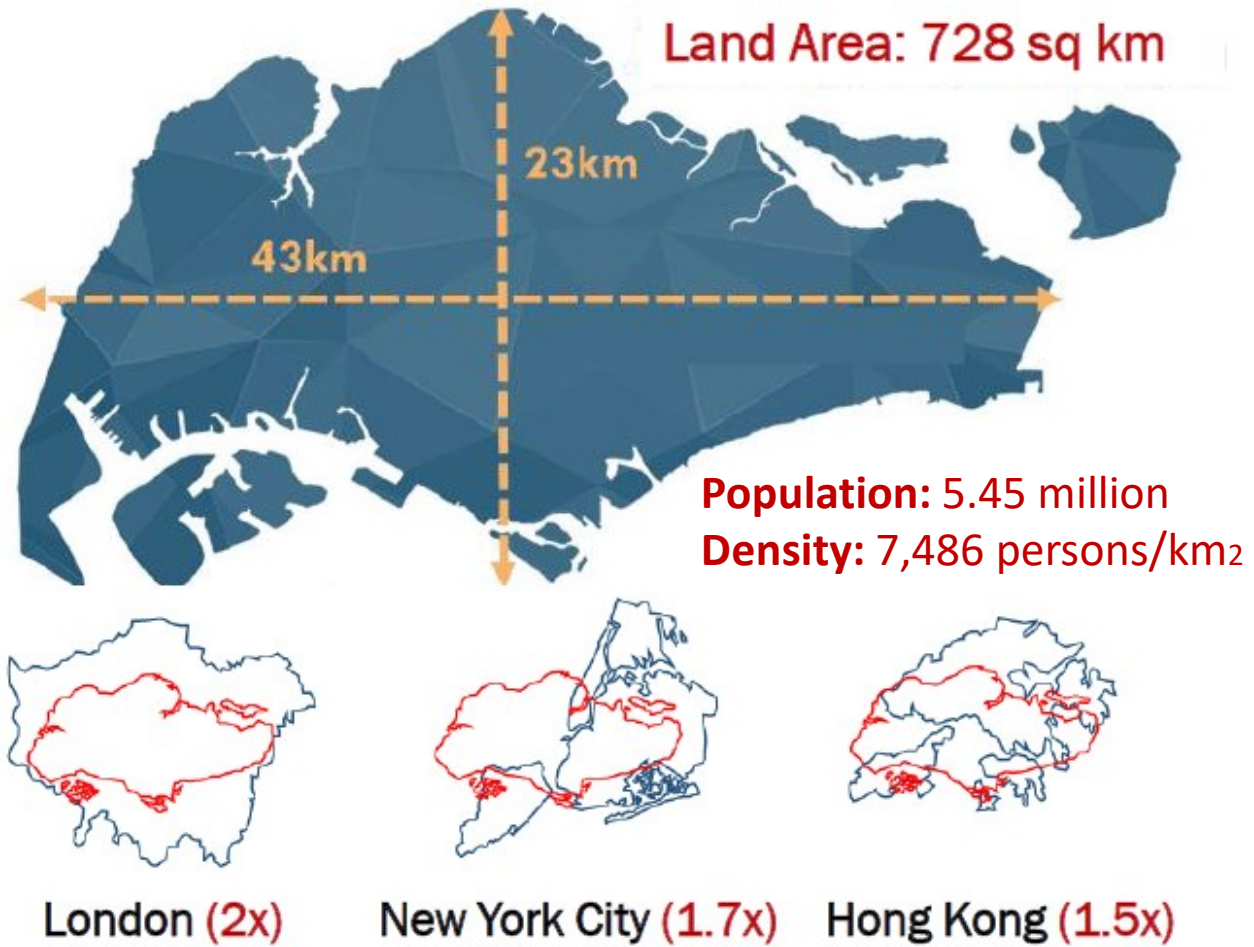 Land Area: 728 sq km
23km
43km
Population: 5.45 million
Density: 7,486 persons/km2
London (2x)
New York City (1.7x)
Hong Kong (1.5x)